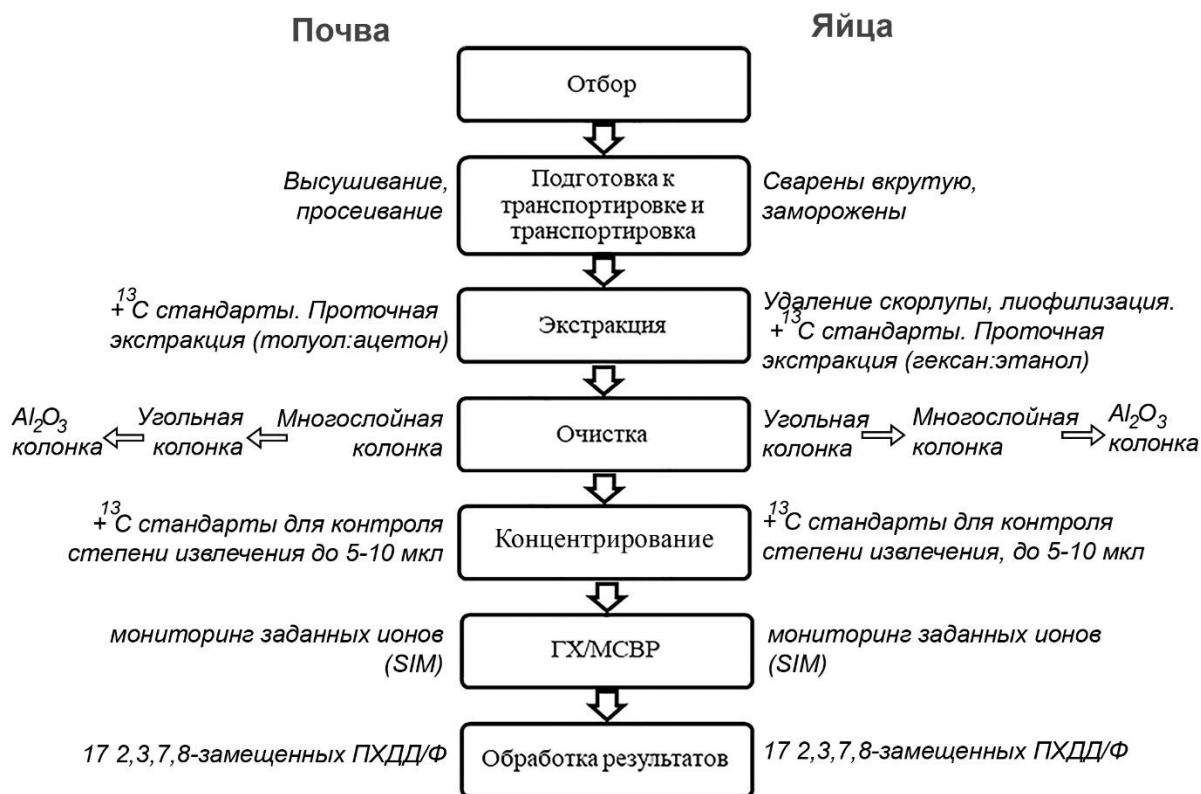 Почва
Яйца
Отбор
Высушивание,
просеивание
Подготовка к
транспортировке и
транспортировка
Сварены вкрутую,
заморожены
+ ¹³C стандарты. Проточная
экстракция (толуол:ацетон)
Экстракция
Удаление скорлупы, лиофилизация.
+ ¹³C стандарты. Проточная
экстракция (гексан:этанол)
Al₂O₃
колонка
Угольная
колонка
Многослойная
колонка
Очистка
Угольная
колонка
Многослойная
колонка
Al₂O₃
колонка
+ ¹³C стандарты для контроля
степени извлечения до 5-10 мкл
Концентрирование
+ ¹³C стандарты для контроля
степени извлечения, до 5-10 мкл
мониторинг заданных ионов
(SIM)
ГХ/МСВР
мониторинг заданных ионов
(SIM)
17 2,3,7,8-замещенных ПХДД/Ф
Обработка результатов
17 2,3,7,8-замещенных ПХДД/Ф